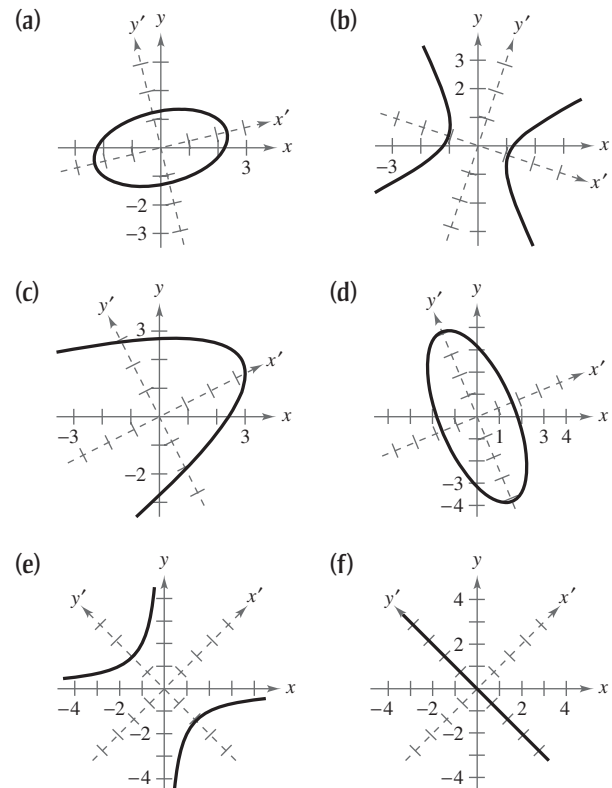 (a) y′ y x′ x 3 −2 −3
(b) y y′ 3 2 −3 x x′
(c) y y′ 3 x′ −3 3 x −2
(d) y y′ x′ 1 3 4 x −3 −4
(e) y y′ x′ −4 −2 x −2 −4
(f) y y′ 4 x′ 2 −4 −2 2 4 x −4